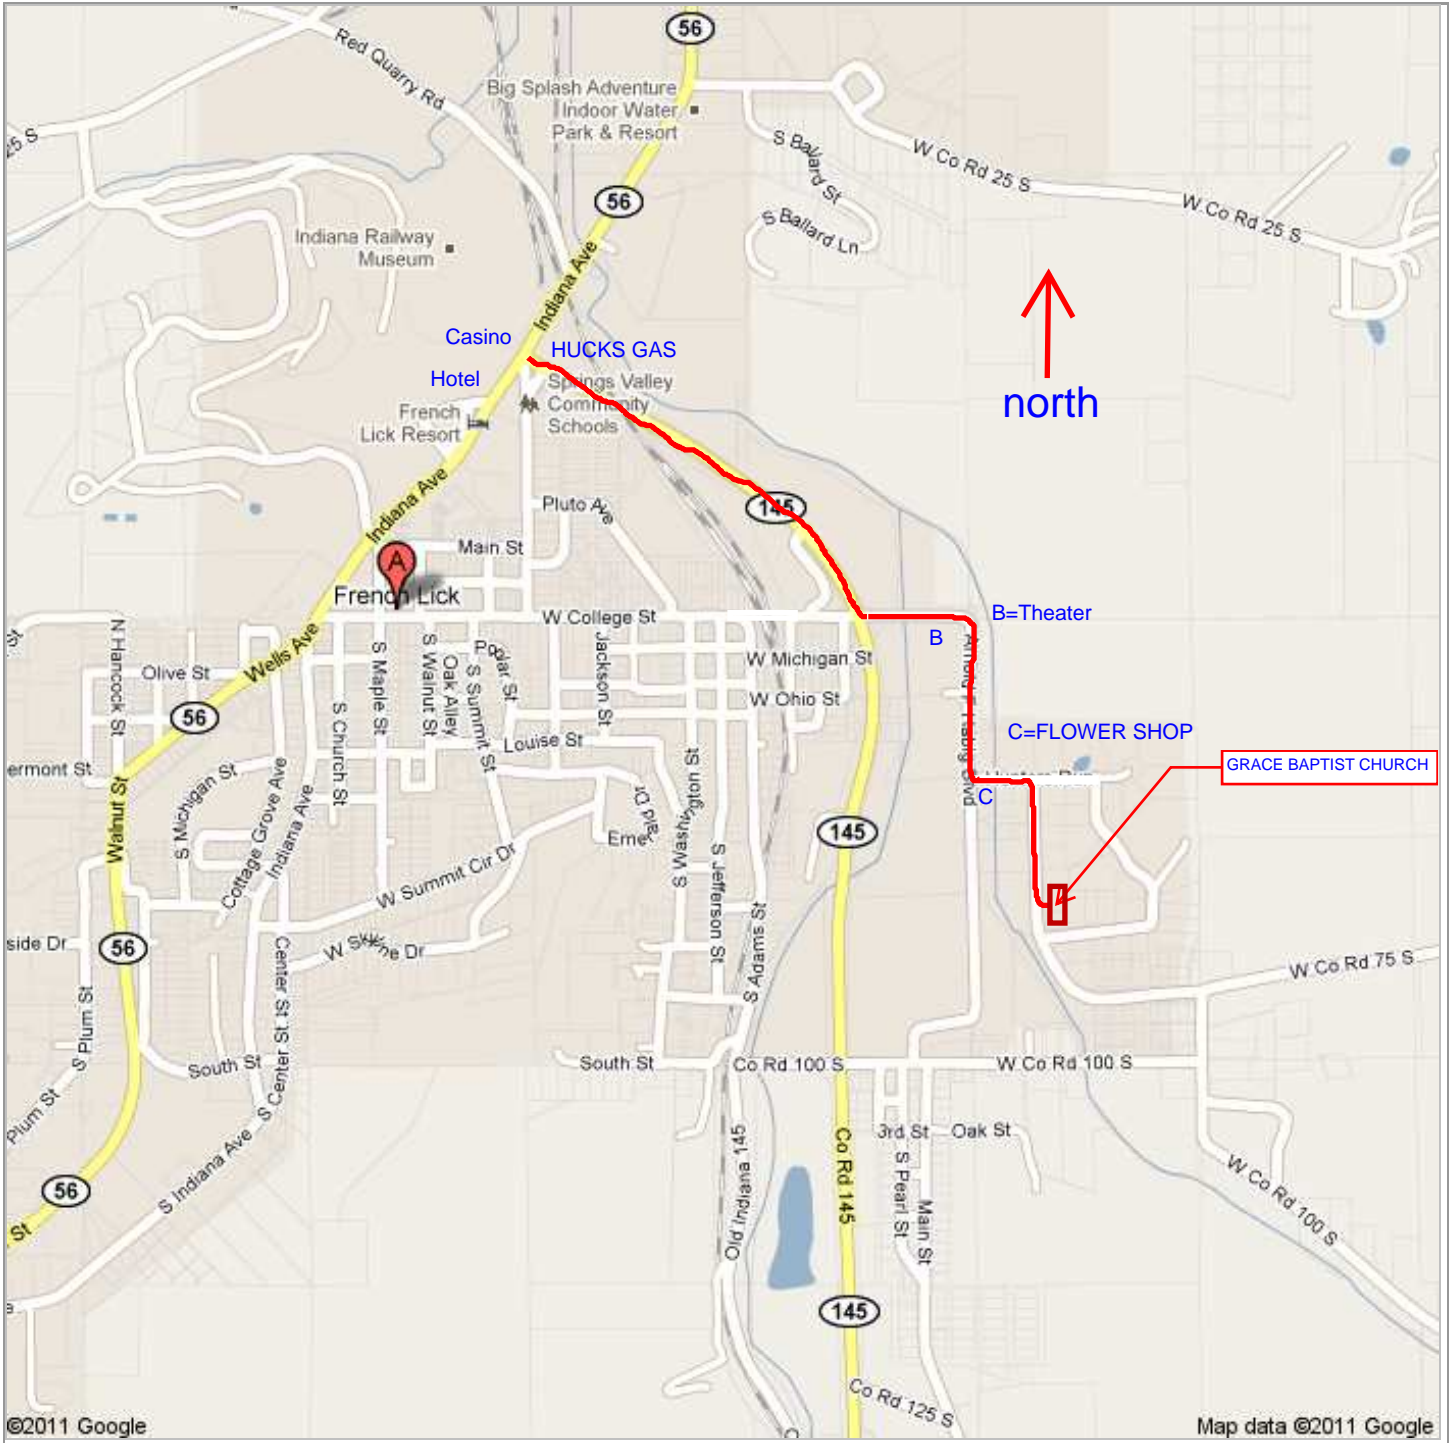 56
Red Quarry Rd
Big Splash Adventure
Indoor Water
Park & Resort
25 S
S Ballard St
W Co Rd 25 S
W Co Rd 25 S
56
S Ballard Ln
Indiana Railway
Museum
Indiana Ave
Casino
HUCKS GAS
Hotel
Springs Valley
Community
Schools
north
French
Lick Resort
Indiana Ave
Pluto Ave
145
Main St
A
French Lick
W College St
B=Theater
B
N Hancock St
St
Wells Ave
Olive St
S Maple St
S Walnut St
Oak Alley
Poplar St
S Summit St
Jackson St
W Michigan St
W Ohio St
56
S Church St
Louise St
C=FLOWER SHOP
GRACE BAPTIST CHURCH
ermont St
Walnut St
S Michigan St
Cottage Grove Ave
Indiana Ave
S Washington St
Blvd
C
Emerald Dr
145
W Summit Cir Dr
S Jefferson St
S Adams St
side Dr
56
W Skyline Dr
Center St
W Co Rd 75 S
S Plum St
South St
S Center St
South St
Co Rd 100 S
W Co Rd 100 S
Plum St
3rd St
Oak St
S Indiana Ave
Old Indiana 145
Co Rd 145
S Pearl St
Main St
W Co Rd 100 S
56
St
145
Co Rd 125 S
©2011 Google
Map data ©2011 Google